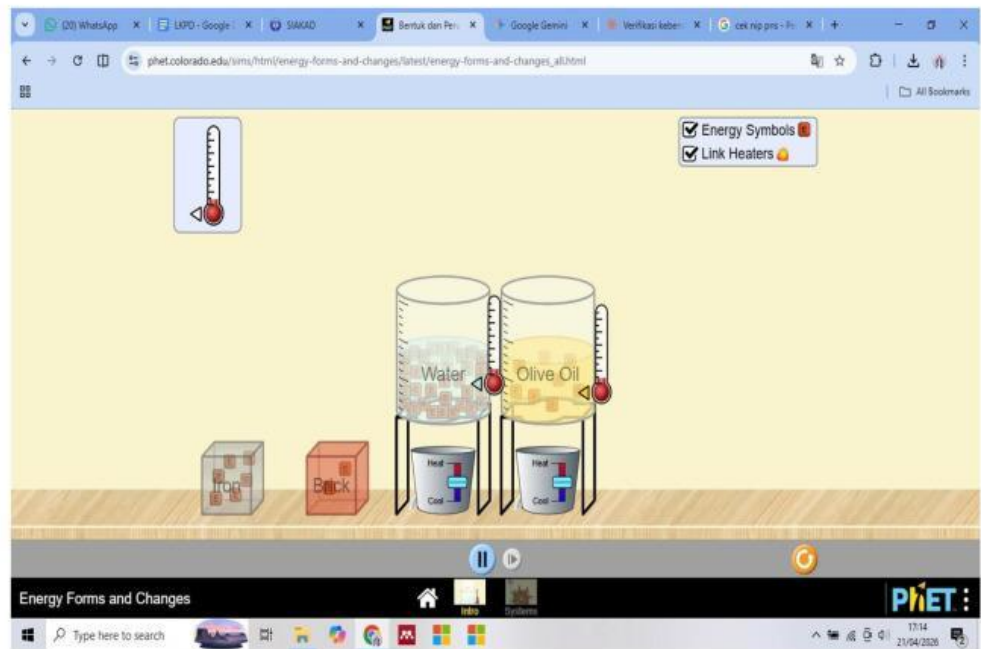 (20) WhatsApp
LKPD - Google
SIAKAD
Bentuk dan Per
Google Gemini
Verifikasi keber
cek nip pns - Pe
phet.colorado.edu/sims/html/energy-forms-and-changes/latest/energy-forms-and-changes_all.html
All Bookmarks
Energy Symbols E
Link Heaters
Water
Olive Oil
Iron
Brick
Heat
Cool
Heat
Cool
Energy Forms and Changes
Intro
Systems
PhET
Type here to search
17:14
21/04/2026
2